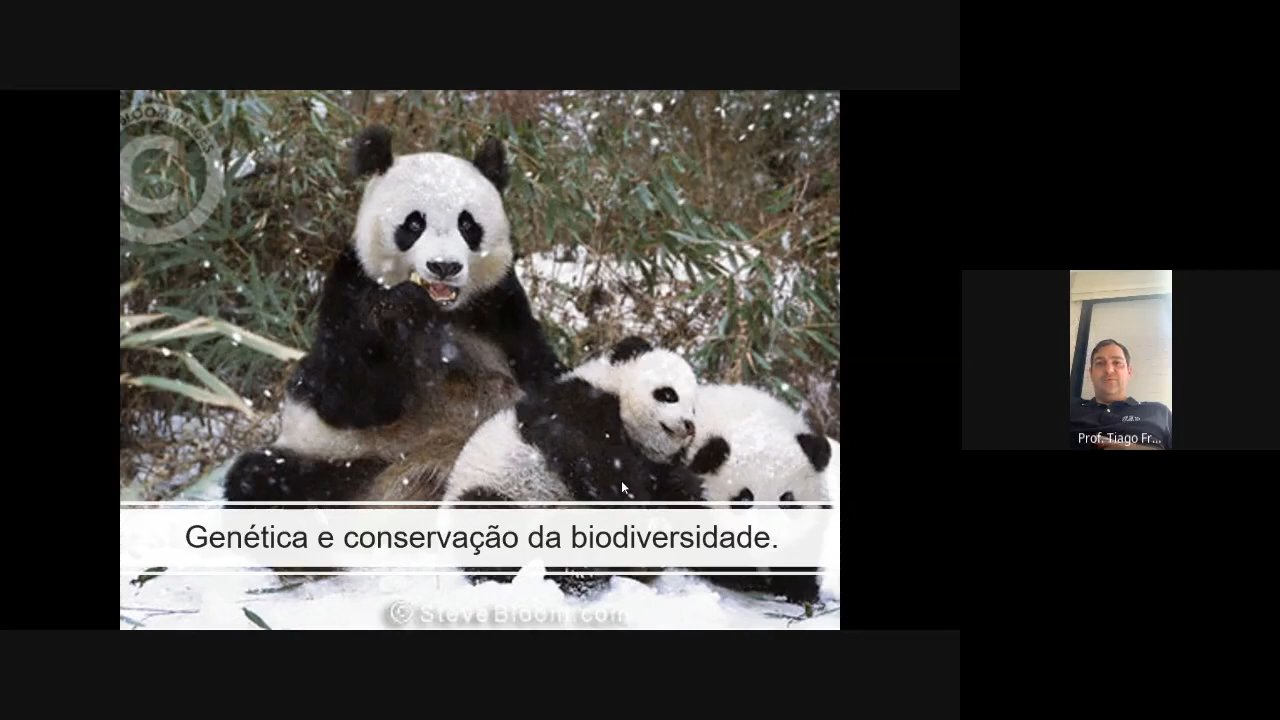 Genética e conservação da biodiversidade.
© SteveBloom.com
Prof. Tiago Fr...